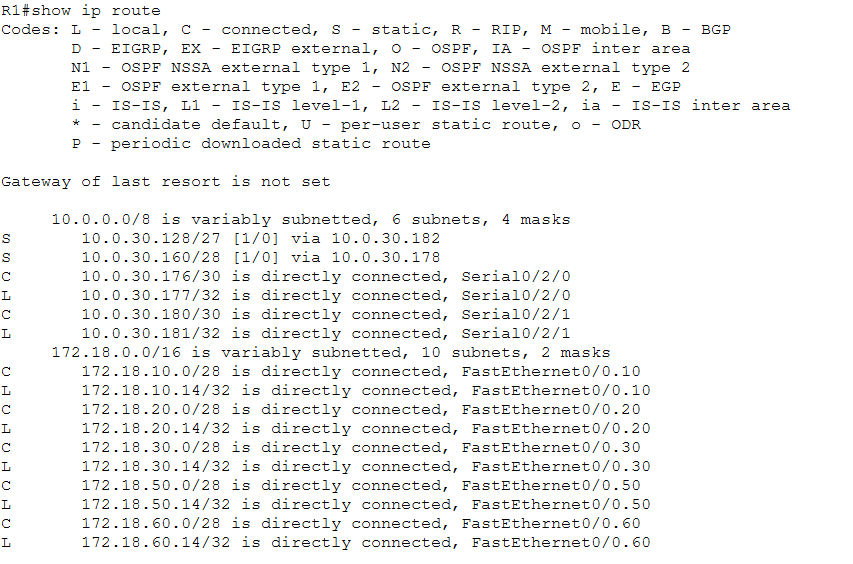 R1#show ip route
Codes: L - local, C - connected, S - static, R - RIP, M - mobile, B - BGP
       D - EIGRP, EX - EIGRP external, O - OSPF, IA - OSPF inter area
       N1 - OSPF NSSA external type 1, N2 - OSPF NSSA external type 2
       E1 - OSPF external type 1, E2 - OSPF external type 2, E - EGP
       i - IS-IS, L1 - IS-IS level-1, L2 - IS-IS level-2, ia - IS-IS inter area
       * - candidate default, U - per-user static route, o - ODR
       P - periodic downloaded static route

Gateway of last resort is not set

     10.0.0.0/8 is variably subnetted, 6 subnets, 4 masks
S       10.0.30.128/27 [1/0] via 10.0.30.182
S       10.0.30.160/28 [1/0] via 10.0.30.178
C       10.0.30.176/30 is directly connected, Serial0/2/0
L       10.0.30.177/32 is directly connected, Serial0/2/0
C       10.0.30.180/30 is directly connected, Serial0/2/1
L       10.0.30.181/32 is directly connected, Serial0/2/1
     172.18.0.0/16 is variably subnetted, 10 subnets, 2 masks
C       172.18.10.0/28 is directly connected, FastEthernet0/0.10
L       172.18.10.14/32 is directly connected, FastEthernet0/0.10
C       172.18.20.0/28 is directly connected, FastEthernet0/0.20
L       172.18.20.14/32 is directly connected, FastEthernet0/0.20
C       172.18.30.0/28 is directly connected, FastEthernet0/0.30
L       172.18.30.14/32 is directly connected, FastEthernet0/0.30
C       172.18.50.0/28 is directly connected, FastEthernet0/0.50
L       172.18.50.14/32 is directly connected, FastEthernet0/0.50
C       172.18.60.0/28 is directly connected, FastEthernet0/0.60
L       172.18.60.14/32 is directly connected, FastEthernet0/0.60